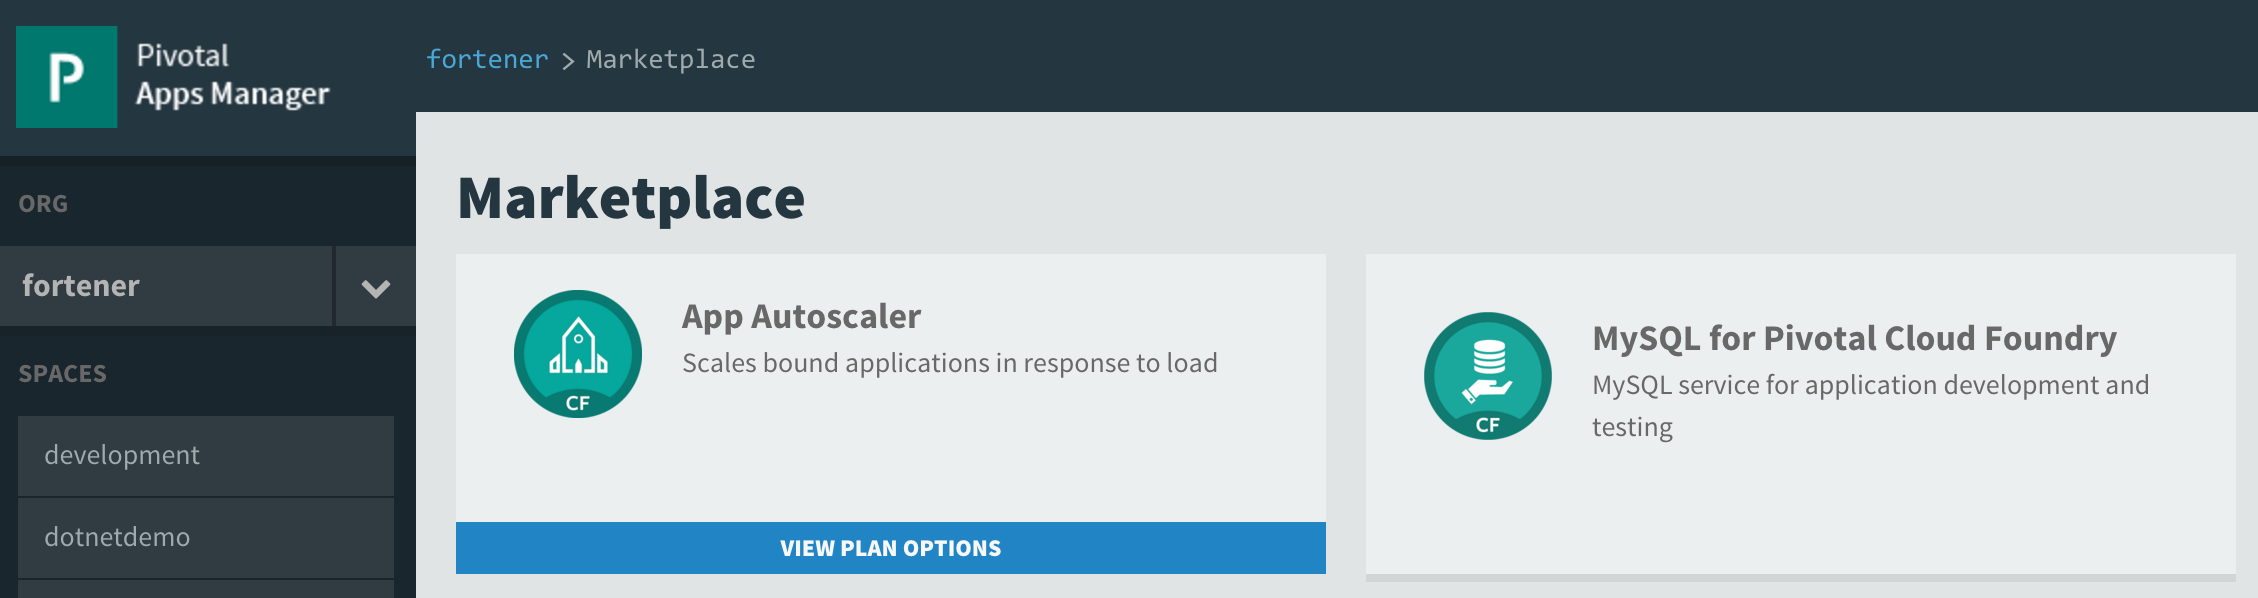 P
Pivotal
Apps Manager
fortener > Marketplace
ORG
fortener
SPACES
development
dotnetdemo
Marketplace
App Autoscaler
Scales bound applications in response to load
CF
VIEW PLAN OPTIONS
MySQL for Pivotal Cloud Foundry
MySQL service for application development and
testing
CF